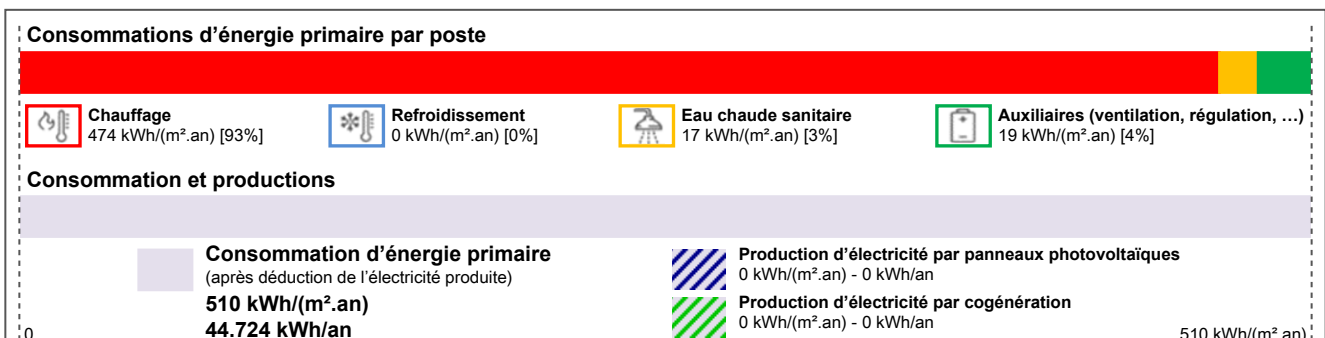 Consommations d’énergie primaire par poste
Chauffage
474 kWh/(m².an) [93%]
Refroidissement
0 kWh/(m².an) [0%]
Eau chaude sanitaire
17 kWh/(m².an) [3%]
Auxiliaires (ventilation, régulation, …)
19 kWh/(m².an) [4%]
Consommation et productions
Consommation d’énergie primaire
(après déduction de l’électricité produite)
510 kWh/(m².an)
44.724 kWh/an
Production d’électricité par panneaux photovoltaïques
0 kWh/(m².an) - 0 kWh/an
Production d’électricité par cogénération
0 kWh/(m².an) - 0 kWh/an
0
510 kWh/(m².an)